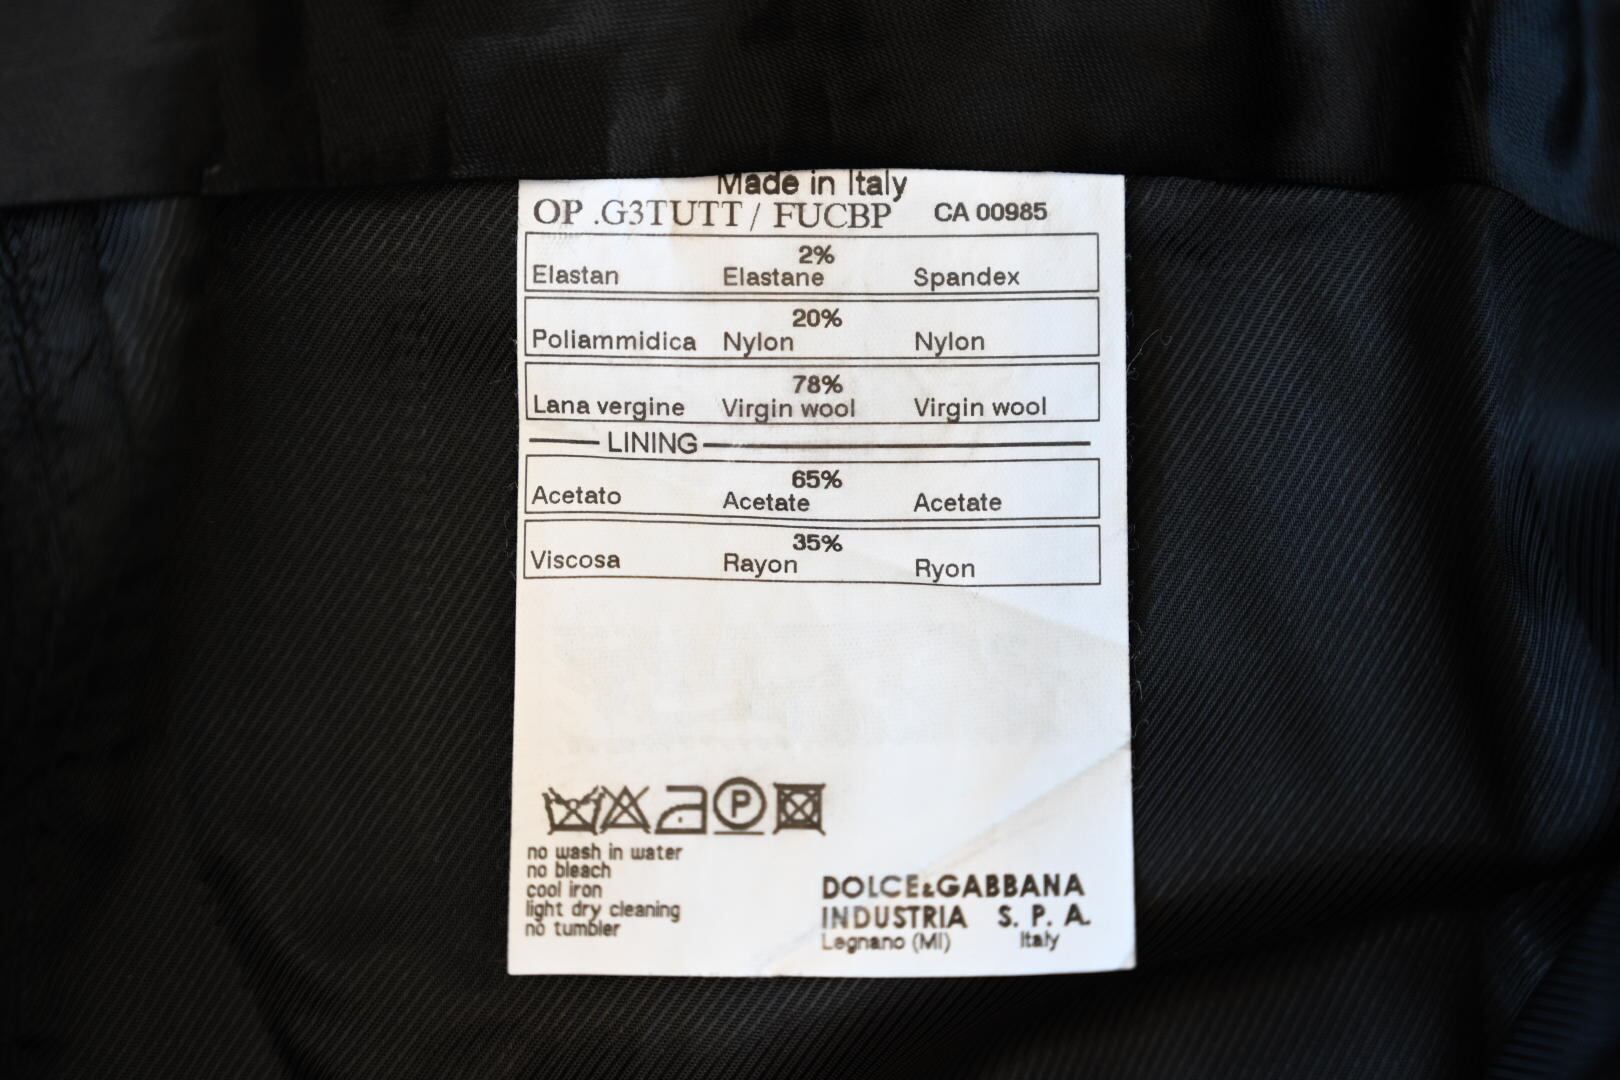 Made in Italy
OP .G3TUTT / FUCBP CA 00985
2%
Elastan Elastane Spandex
20%
Poliammidica Nylon Nylon
78%
Lana vergine Virgin wool Virgin wool
LINING
65%
Acetato Acetate Acetate
35%
Viscosa Rayon Ryon
P
no wash in water
no bleach
cool iron
light dry cleaning
no tumbler
DOLCE&GABBANA
INDUSTRIA S. P. A.
Legnano (MI) Italy